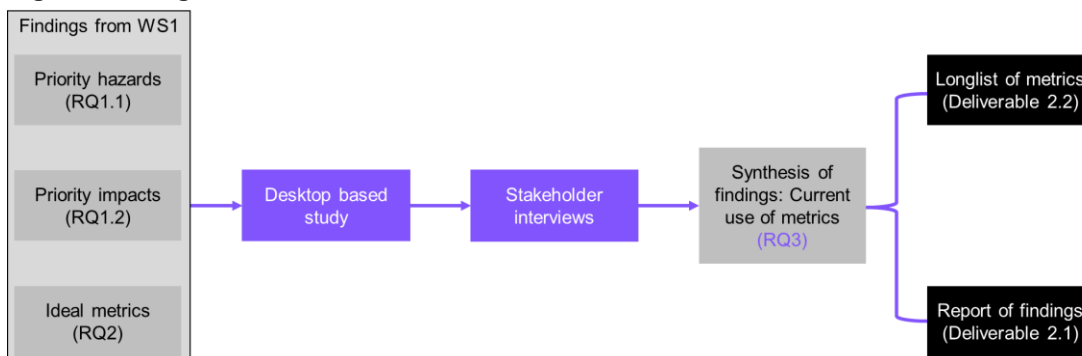 Findings from WS1
Priority hazards
(RQ1.1)
Priority impacts
(RQ1.2)
Ideal metrics
(RQ2)
Desktop based
study
Stakeholder
interviews
Synthesis of
findings: Current
use of metrics
(RQ3)
Longlist of metrics
(Deliverable 2.2)
Report of findings
(Deliverable 2.1)